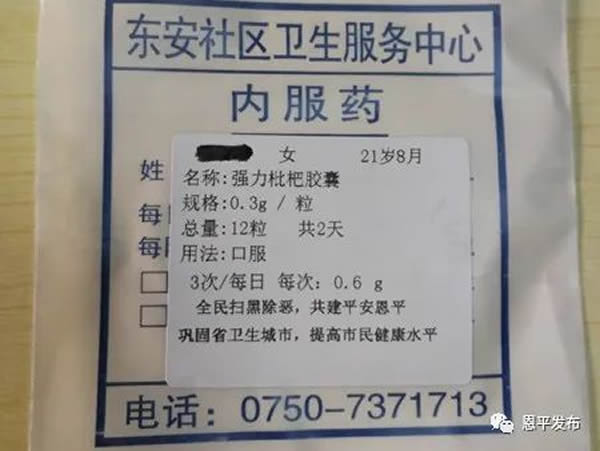 东安社区卫生服务中心
内服药
女 21岁8月
姓
名称:强力枇杷胶囊
规格:0.3g / 粒
每
总量:12粒 共2天
每
用法:口服
3次/每日 每次: 0.6 g
全民扫黑除恶，共建平安恩平
巩固省卫生城市，提高市民健康水平
电话：0750-7371713
恩平发布